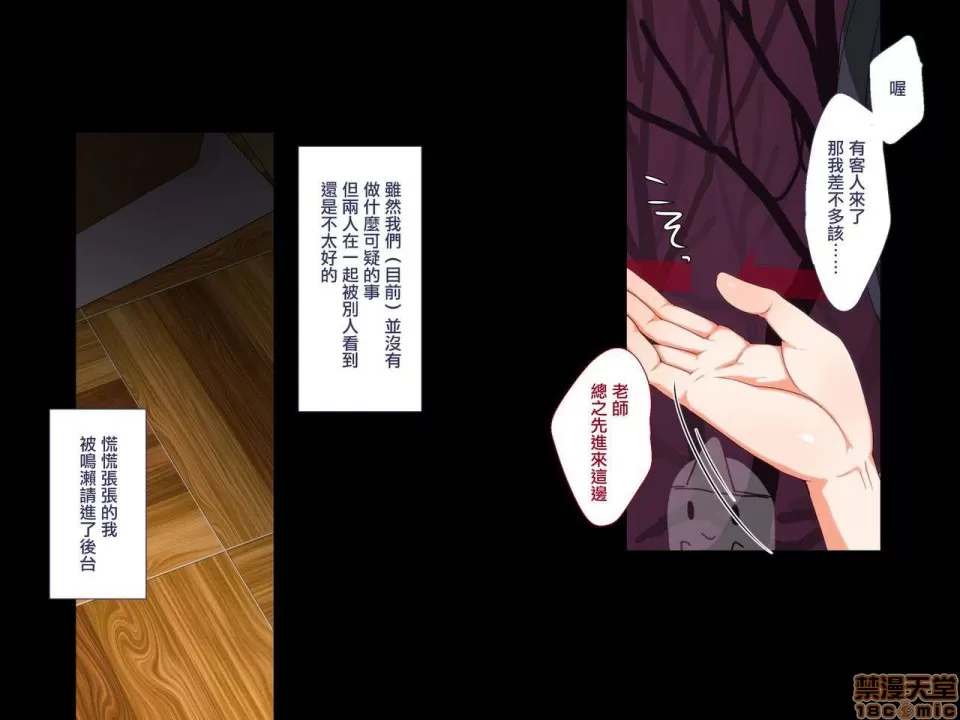 喔
有客人來了
那我差不多該……
老師
總之先進來這邊
雖然我們（目前）並沒有
做什麼可疑的事
但兩人在一起被別人看到
還是不太好的
慌慌張張的我
被鳴瀨請進了後台
禁漫天堂
18comic